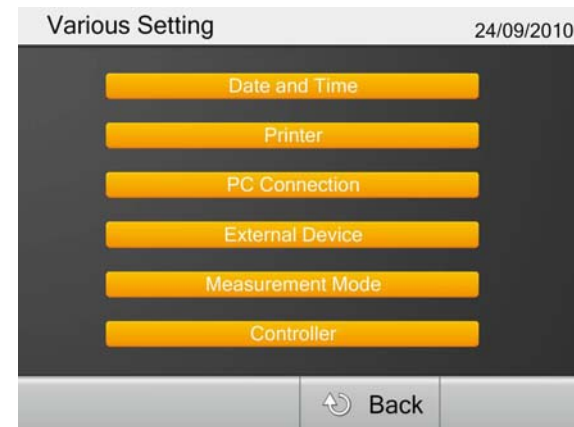 Various Setting
24/09/2010
Date and Time
Printer
PC Connection
External Device
Measurement Mode
Controller
Back